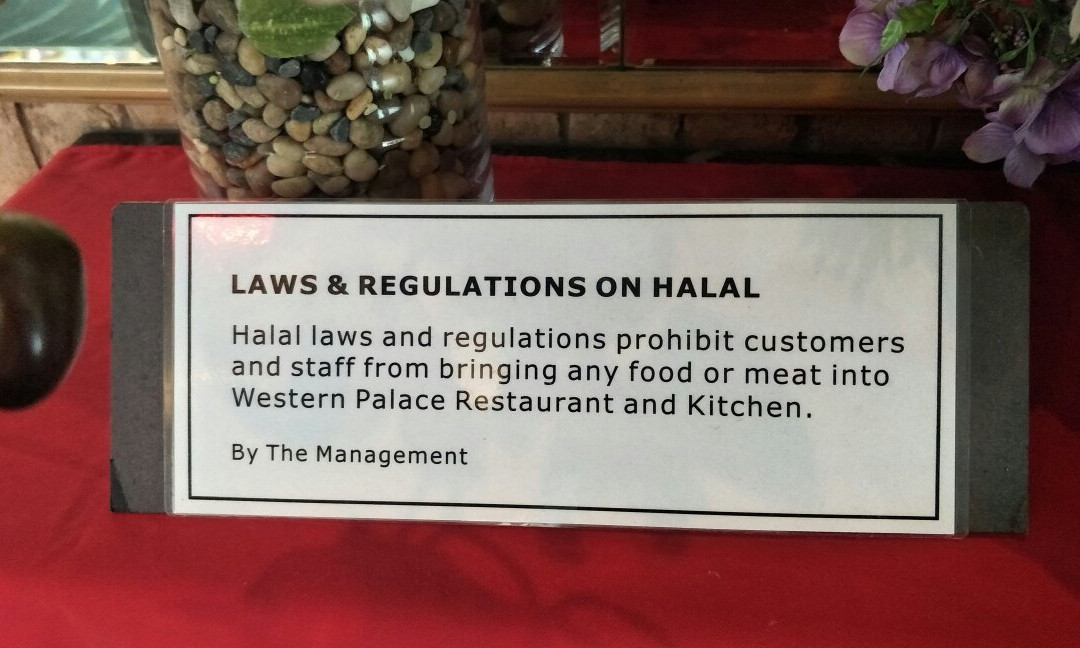 LAWS & REGULATIONS ON HALAL
Halal laws and regulations prohibit customers
and staff from bringing any food or meat into
Western Palace Restaurant and Kitchen.
By The Management